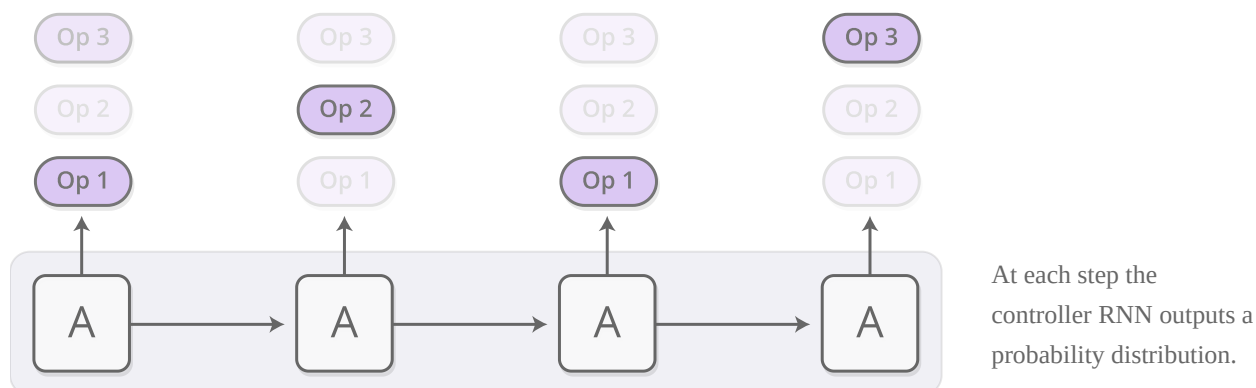 Op 3 Op 3 Op 3 Op 3
Op 2 Op 2 Op 2 Op 2
Op 1 Op 1 Op 1 Op 1
A A A A
At each step the
controller RNN outputs a
probability distribution.